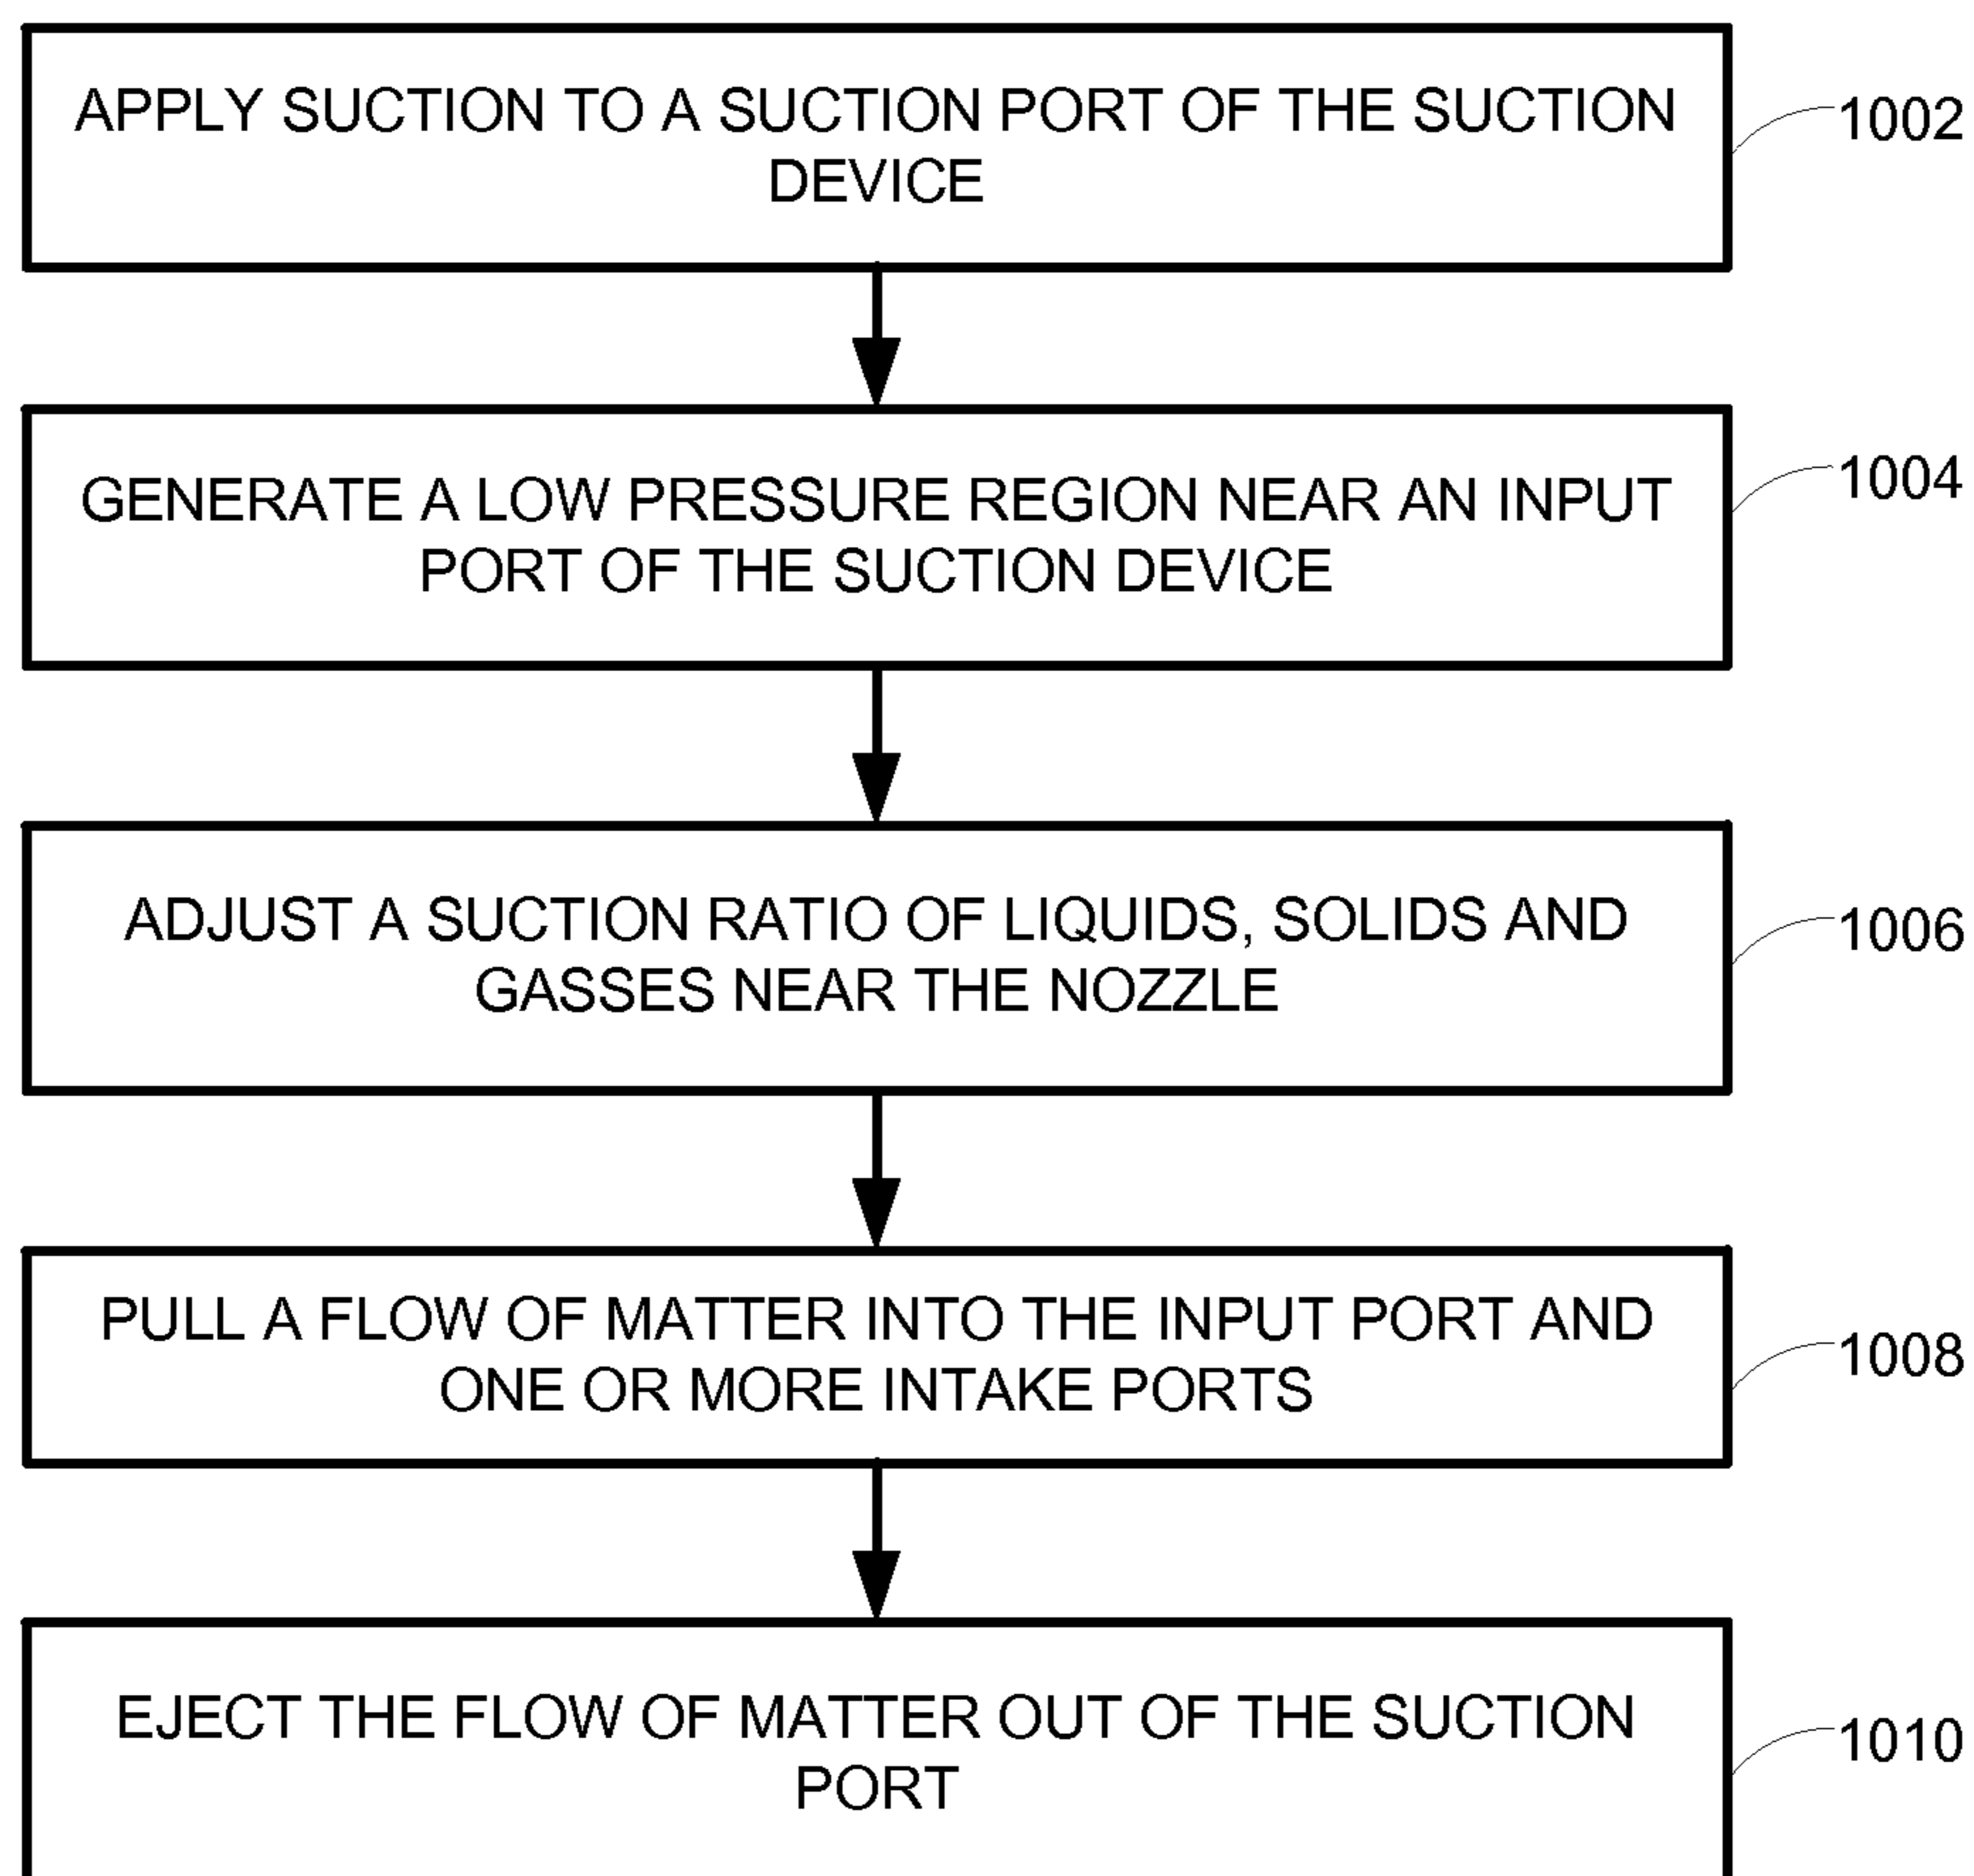 APPLY SUCTION TO A SUCTION PORT OF THE SUCTION
DEVICE
1002
GENERATE A LOW PRESSURE REGION NEAR AN INPUT
PORT OF THE SUCTION DEVICE
1004
ADJUST A SUCTION RATIO OF LIQUIDS, SOLIDS AND
GASSES NEAR THE NOZZLE
1006
PULL A FLOW OF MATTER INTO THE INPUT PORT AND
ONE OR MORE INTAKE PORTS
1008
EJECT THE FLOW OF MATTER OUT OF THE SUCTION
PORT
1010